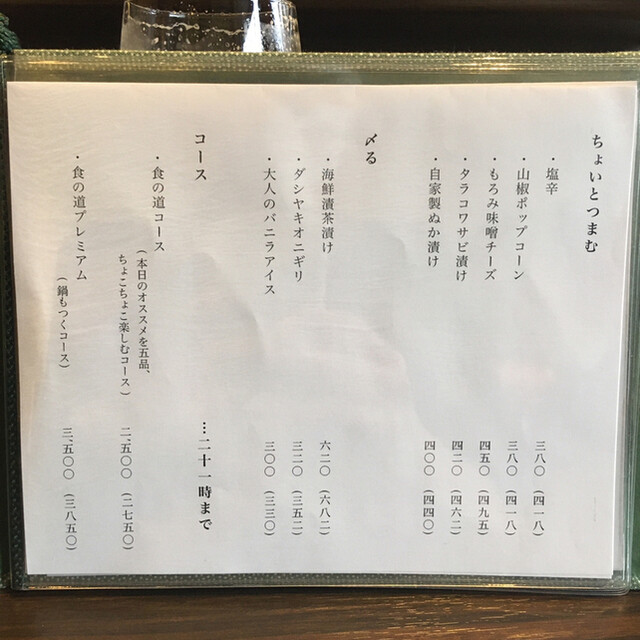 ちょいとつまむ
・塩辛 三八〇 (四一八)
・山椒ポップコーン 三八〇 (四一八)
・もろみ味噌チーズ 四五〇 (四九五)
・タラコワサビ漬け 四二〇 (四六二)
・自家製ぬか漬け 四〇〇 (四四〇)
〆る
・海鮮漬茶漬け 六二〇 (六八二)
・ダシヤキオニギリ 三二〇 (三五二)
・大人のバニラアイス 三〇〇 (三三〇)
コース …二十一時まで
・食の道コース 二、五〇〇 (二七五〇)
(本日のオススメを五品、
ちょこちょこ楽しむコース)
・食の道プレミアム 三、五〇〇 (三八五〇)
(鍋もつくコース)